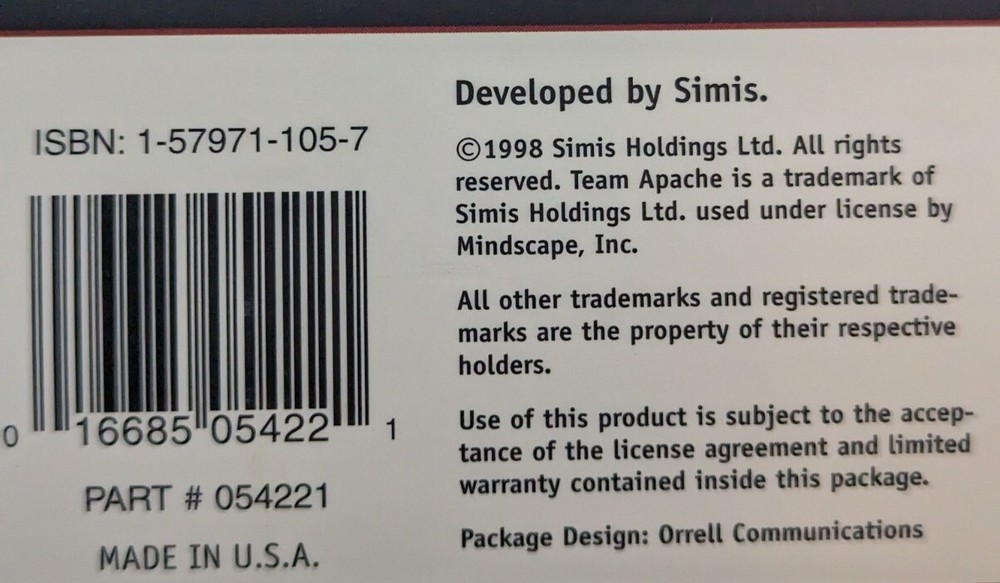 ISBN: 1-57971-105-7
0 16685 05422 1
PART # 054221
MADE IN U.S.A.
Developed by Simis.
©1998 Simis Holdings Ltd. All rights
reserved. Team Apache is a trademark of
Simis Holdings Ltd. used under license by
Mindscape, Inc.
All other trademarks and registered trade-
marks are the property of their respective
holders.
Use of this product is subject to the accep-
tance of the license agreement and limited
warranty contained inside this package.
Package Design: Orrell Communications